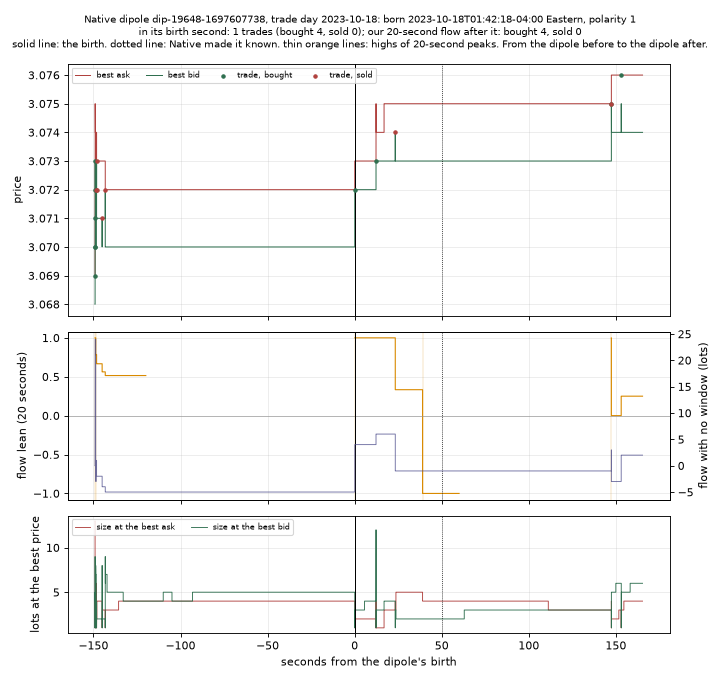 Native dipole dip-19648-1697607738, trade day 2023-10-18: born 2023-10-18T01:42:18-04:00 Eastern, polarity 1
in its birth second: 1 trades (bought 4, sold 0); our 20-second flow after it: bought 4, sold 0
solid line: the birth. dotted line: Native made it known. thin orange lines: highs of 20-second peaks. From the dipole before to the dipole after.
best ask
best bid
trade, bought
trade, sold
3.076
3.075
3.074
3.073
3.072
3.071
3.070
3.069
3.068
price
1.0
0.5
0.0
−0.5
−1.0
flow lean (20 seconds)
25
20
15
10
5
0
−5
flow with no window (lots)
size at the best ask
size at the best bid
10
5
lots at the best price
−150
−100
−50
0
50
100
150
seconds from the dipole's birth